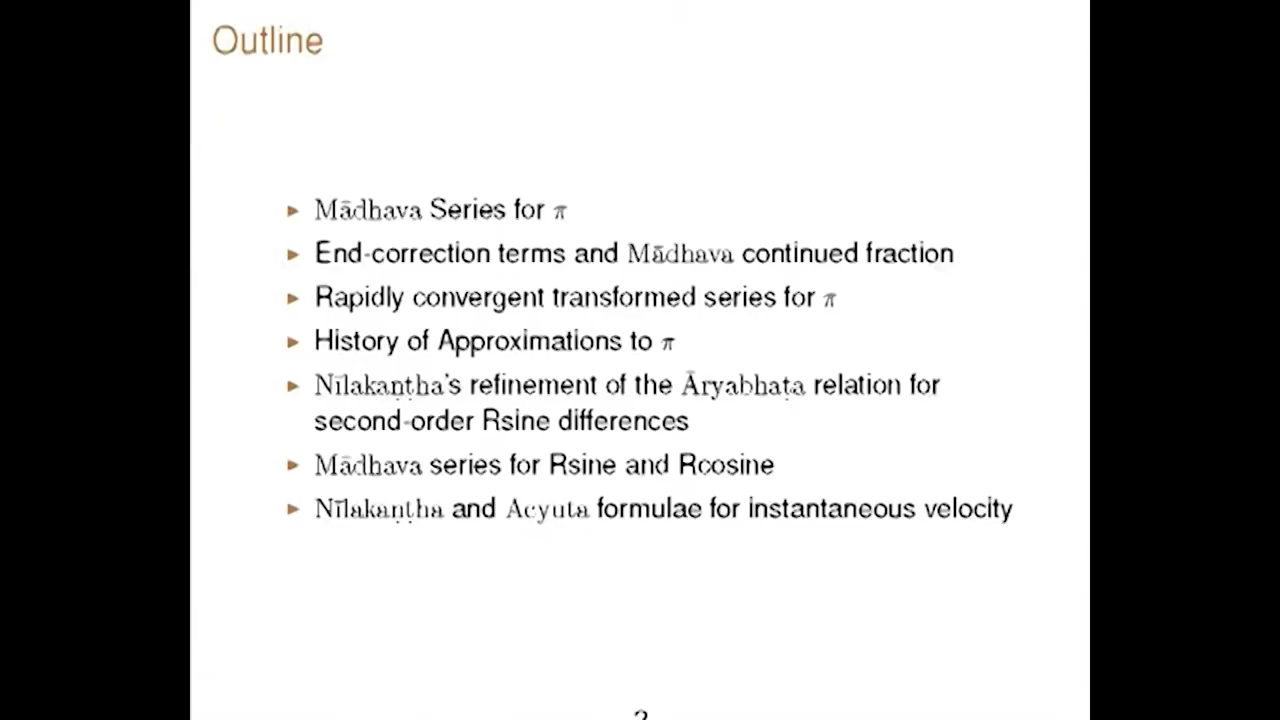 Outline
▸ Mādhava Series for π
▸ End-correction terms and Mādhava continued fraction
▸ Rapidly convergent transformed series for π
▸ History of Approximations to π
▸ Nīlakaṇṭha's refinement of the Āryabhaṭa relation for
second-order Rsine differences
▸ Mādhava series for Rsine and Rcosine
▸ Nīlakaṇṭha and Acyuta formulae for instantaneous velocity